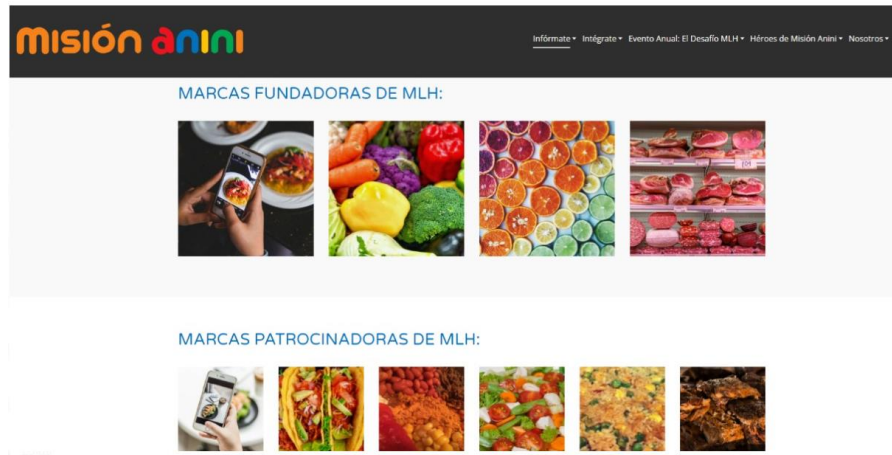 misión anini
Infórmate Intégrate Evento Anual: El Desafío MLH Héroes de Misión Anini Nosotros
MARCAS FUNDADORAS DE MLH:
MARCAS PATROCINADORAS DE MLH: